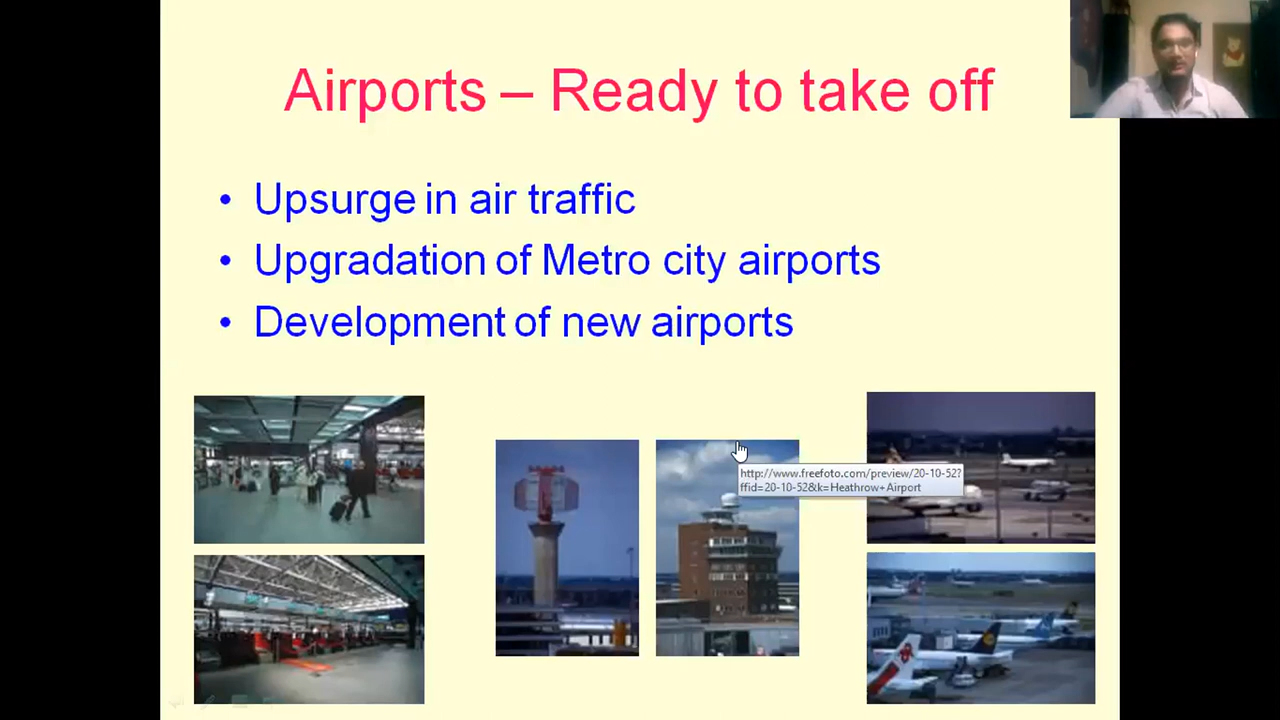 Airports – Ready to take off
• Upsurge in air traffic
• Upgradation of Metro city airports
• Development of new airports
http://www.freefoto.com/preview/20-10-52?
ffid=20-10-52&k=Heathrow+Airport